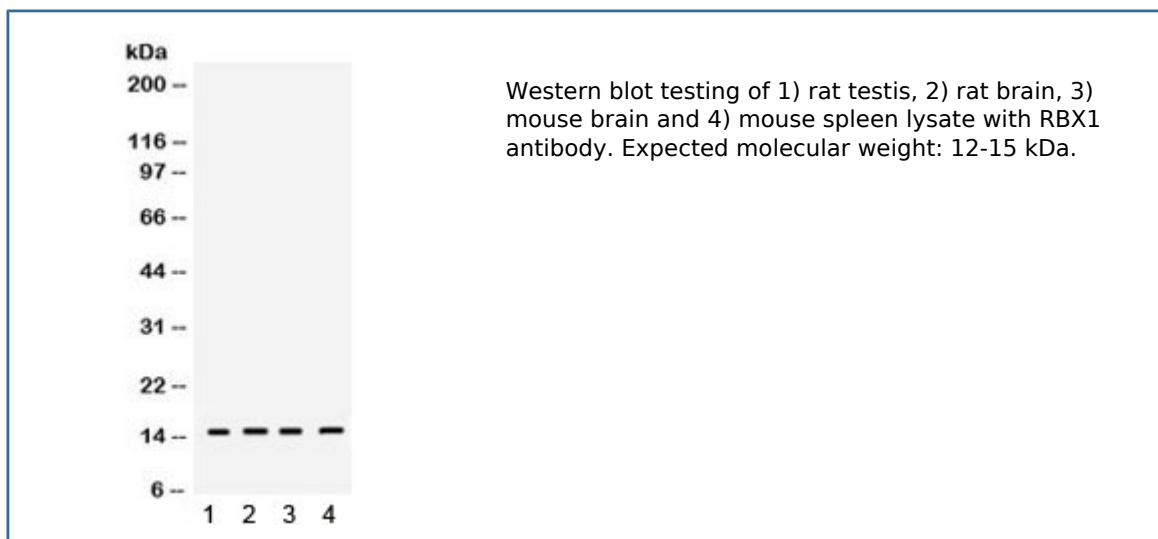 kDa
200 --
116 --
97 --
66 --
44 --
31 --
22 --
14 --
6 --
1 2 3 4
Western blot testing of 1) rat testis, 2) rat brain, 3)
mouse brain and 4) mouse spleen lysate with RBX1
antibody. Expected molecular weight: 12-15 kDa.